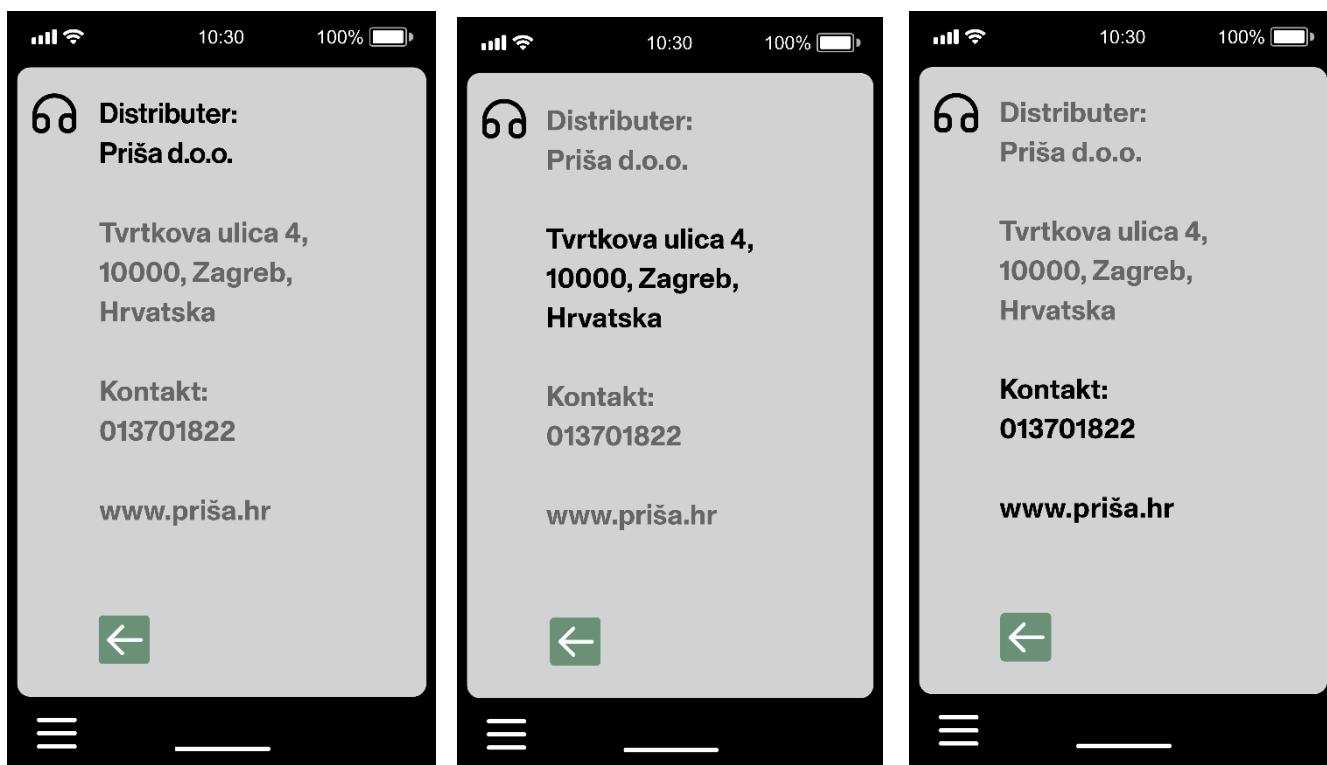 10:30 100%
Distributer:
Priša d.o.o.
Tvrtkova ulica 4,
10000, Zagreb,
Hrvatska
Kontakt:
013701822
www.priša.hr
10:30 100%
Distributer:
Priša d.o.o.
Tvrtkova ulica 4,
10000, Zagreb,
Hrvatska
Kontakt:
013701822
www.priša.hr
10:30 100%
Distributer:
Priša d.o.o.
Tvrtkova ulica 4,
10000, Zagreb,
Hrvatska
Kontakt:
013701822
www.priša.hr